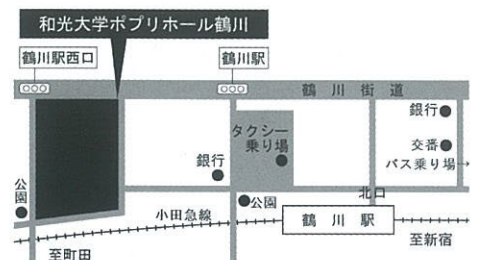 和光大学ポプリホール鶴川
鶴川駅西口
鶴川駅
鶴川街道
銀行
タクシー
乗り場
交番
バス乗り場→
銀行
公園
公園
北口
小田急線
鶴川駅
至新宿
至町田